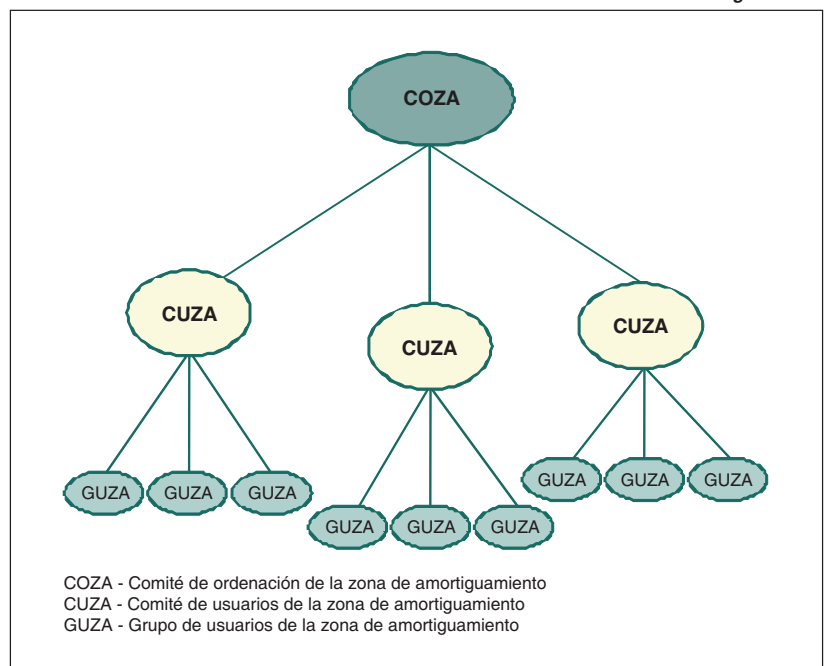 COZA
CUZA
CUZA
CUZA
GUZA GUZA GUZA
GUZA GUZA GUZA
GUZA GUZA GUZA
COZA - Comité de ordenación de la zona de amortiguamiento
CUZA - Comité de usuarios de la zona de amortiguamiento
GUZA - Grupo de usuarios de la zona de amortiguamiento